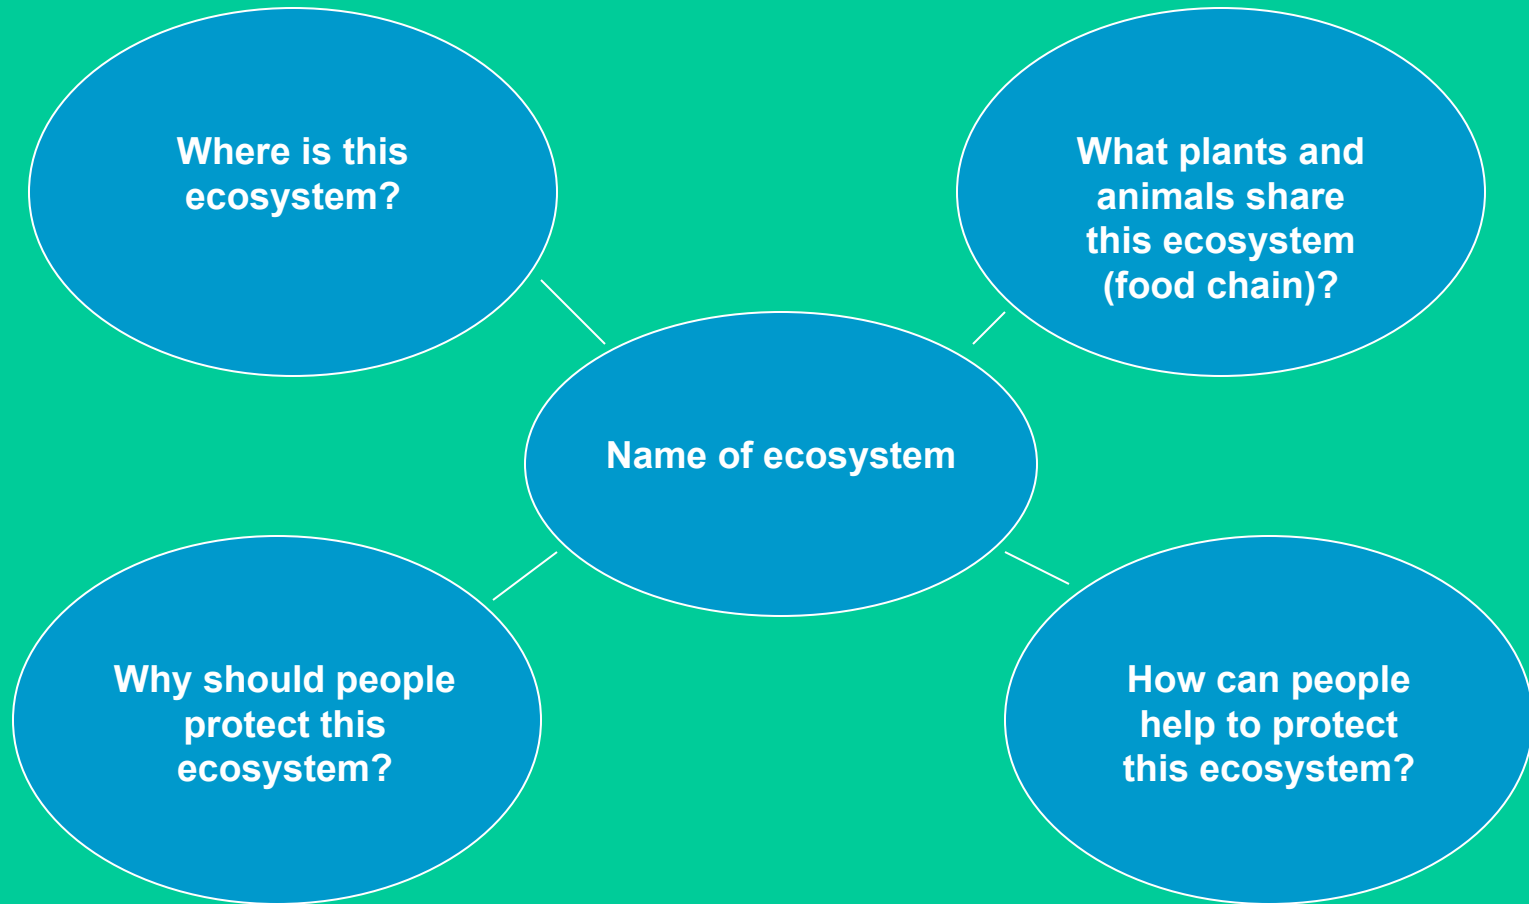 Where is this
ecosystem?
What plants and
animals share
this ecosystem
(food chain)?
Name of ecosystem
Why should people
protect this
ecosystem?
How can people
help to protect
this ecosystem?